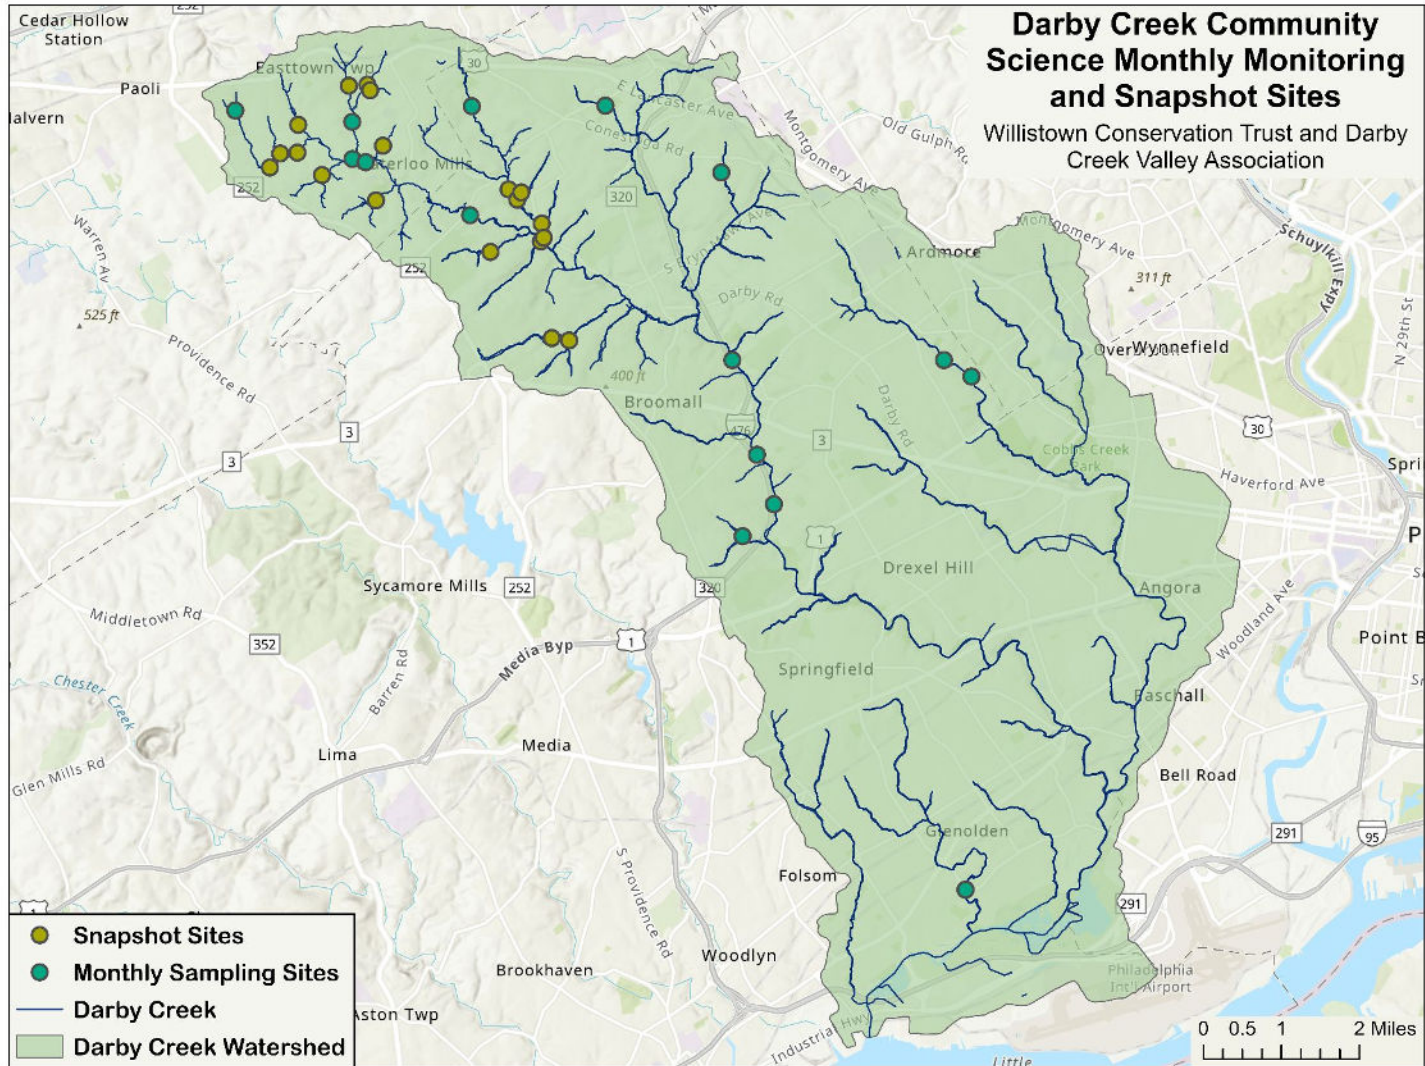 Darby Creek Community
Science Monthly Monitoring
and Snapshot Sites
Willistown Conservation Trust and Darby
Creek Valley Association
252
Cedar Hollow
Station
Paoli
Easttown Twp
30
E Lancaster Ave
Conestoga Rd
Montgomery Ave
Old Gulph Rd
252
320
Warren Av
252
Ardmore
Montgomery Ave
Schuylkill Expy
311 ft
525 ft
Darby Rd
Providence Rd
Wynnefield
N 29th St
400 ft
Broomall
Darby Rd
3
476
3
30
3
Cobbs Creek
Park
Haverford Ave
1
Drexel Hill
Sycamore Mills
252
320
Angora
Middletown Rd
352
Media Byp
1
Woodland Ave
Springfield
Chester
Creek
Barren Rd
Paschall
Lima
Media
Glen Mills Rd
Bell Road
Glenolden
291
95
S Providence Rd
Folsom
291
Woodlyn
Brookhaven
Philadelphia
Int'l Airport
Aston Twp
Industrial Hwy
Little
Snapshot Sites
Monthly Sampling Sites
Darby Creek
Darby Creek Watershed
0 0.5 1 2 Miles